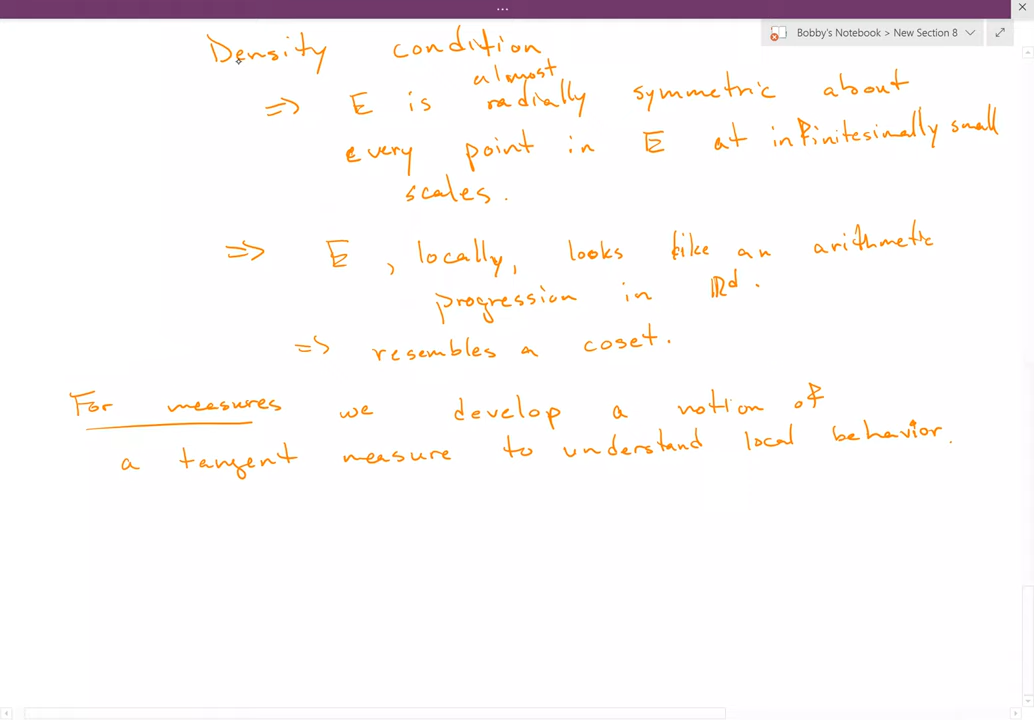 ...
Bobby's Notebook > New Section 8
Density condition
almost
=> E is radially symmetric about
every point in E at infinitesimally small
scales.
=> E, locally, looks like an arithmetic
progression in ℝᵈ.
=> resembles a coset.
For measures we develop a notion of
a tangent measure to understand local behavior.